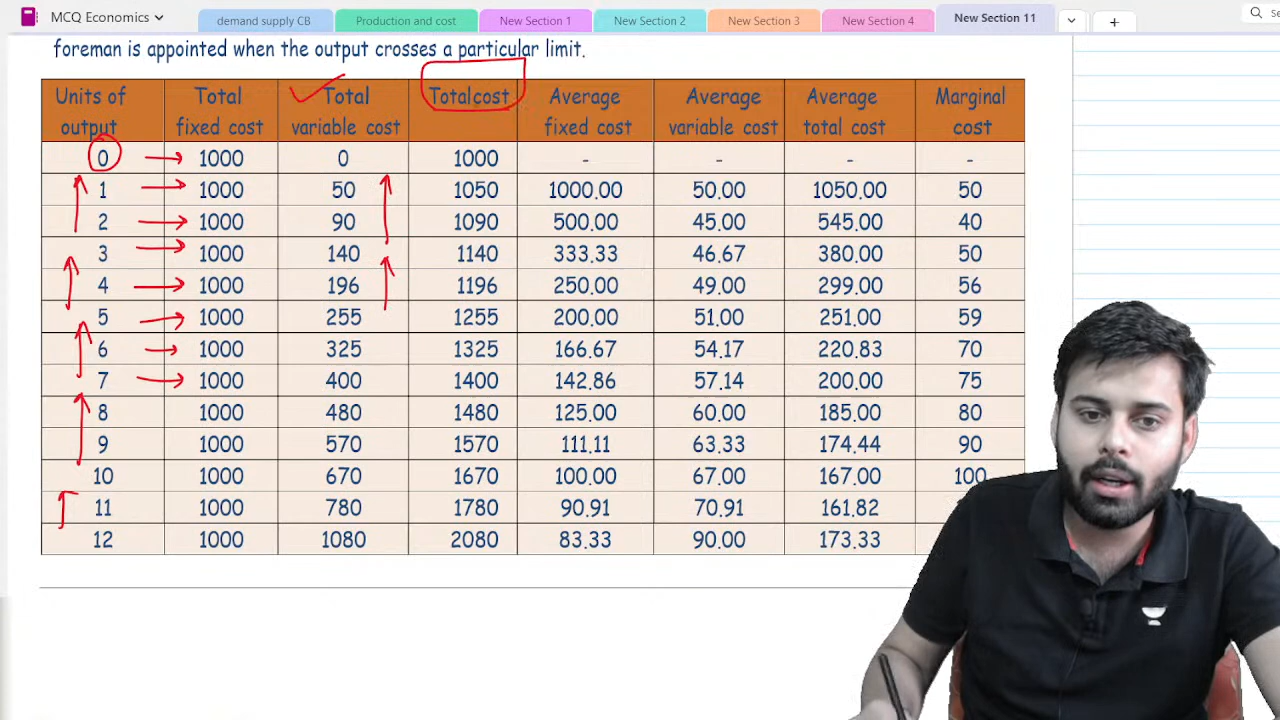 MCQ Economics
demand supply CB
Production and cost
New Section 1
New Section 2
New Section 3
New Section 4
New Section 11
foreman is appointed when the output crosses a particular limit.
Units of output Total fixed cost Total variable cost Totalcost Average fixed cost Average variable cost Average total cost Marginal cost
0 1000 0 1000 - - - -
1 1000 50 1050 1000.00 50.00 1050.00 50
2 1000 90 1090 500.00 45.00 545.00 40
3 1000 140 1140 333.33 46.67 380.00 50
4 1000 196 1196 250.00 49.00 299.00 56
5 1000 255 1255 200.00 51.00 251.00 59
6 1000 325 1325 166.67 54.17 220.83 70
7 1000 400 1400 142.86 57.14 200.00 75
8 1000 480 1480 125.00 60.00 185.00 80
9 1000 570 1570 111.11 63.33 174.44 90
10 1000 670 1670 100.00 67.00 167.00 100
11 1000 780 1780 90.91 70.91 161.82
12 1000 1080 2080 83.33 90.00 173.33